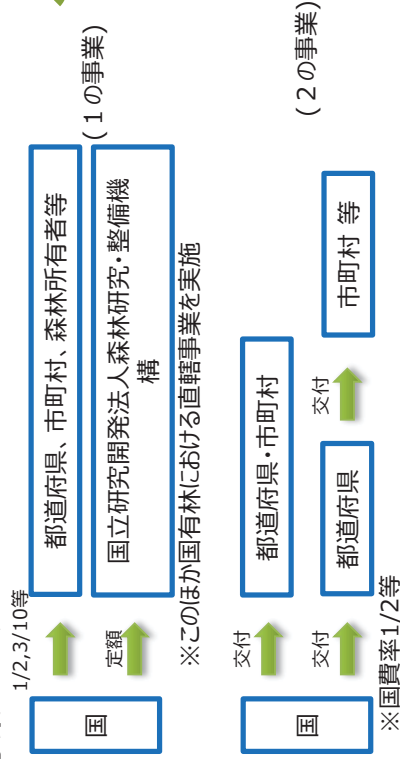 1/2,3/10等
国
都道府県、市町村、森林所有者等
(１の事業)
定額
国立研究開発法人森林研究・整備機
構
※このほか国有林における直轄事業を実施
国
交付
都道府県・市町村
(２の事業)
交付
都道府県
交付
市町村 等
※国費率1/2等